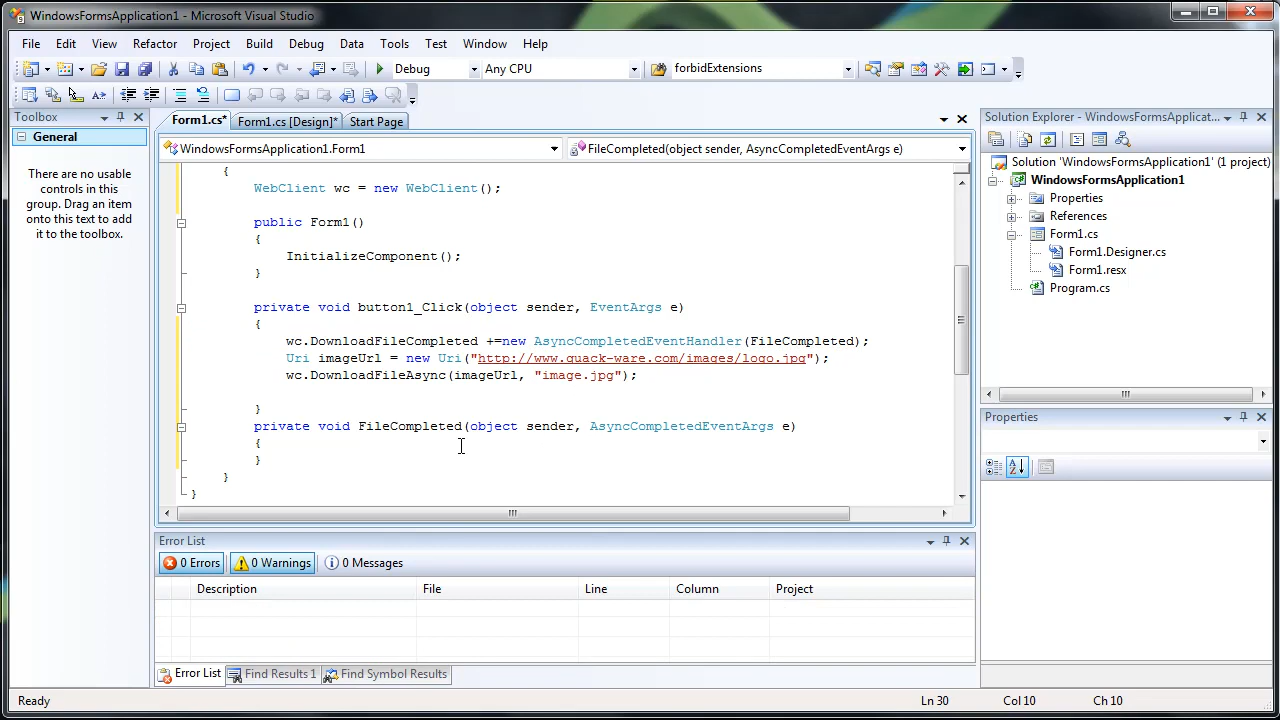 WindowsFormsApplication1 - Microsoft Visual Studio
File Edit View Refactor Project Build Debug Data Tools Test Window Help
Debug Any CPU forbidExtensions
Toolbox
General
There are no usable
controls in this
group. Drag an item
onto this text to add
it to the toolbox.
Form1.cs* Form1.cs [Design]* Start Page
WindowsFormsApplication1.Form1 FileCompleted(object sender, AsyncCompletedEventArgs e)
{
WebClient wc = new WebClient();
public Form1()
{
InitializeComponent();
}
private void button1_Click(object sender, EventArgs e)
{
wc.DownloadFileCompleted +=new AsyncCompletedEventHandler(FileCompleted);
Uri imageUrl = new Uri("http://www.quack-ware.com/images/logo.jpg");
wc.DownloadFileAsync(imageUrl, "image.jpg");
}
private void FileCompleted(object sender, AsyncCompletedEventArgs e)
{
}
}
}
Solution Explorer - WindowsFormsApplicat...
Solution 'WindowsFormsApplication1' (1 project)
WindowsFormsApplication1
Properties
References
Form1.cs
Form1.Designer.cs
Form1.resx
Program.cs
Properties
Error List
0 Errors 0 Warnings 0 Messages
Description File Line Column Project
Error List Find Results 1 Find Symbol Results
Ready Ln 30 Col 10 Ch 10